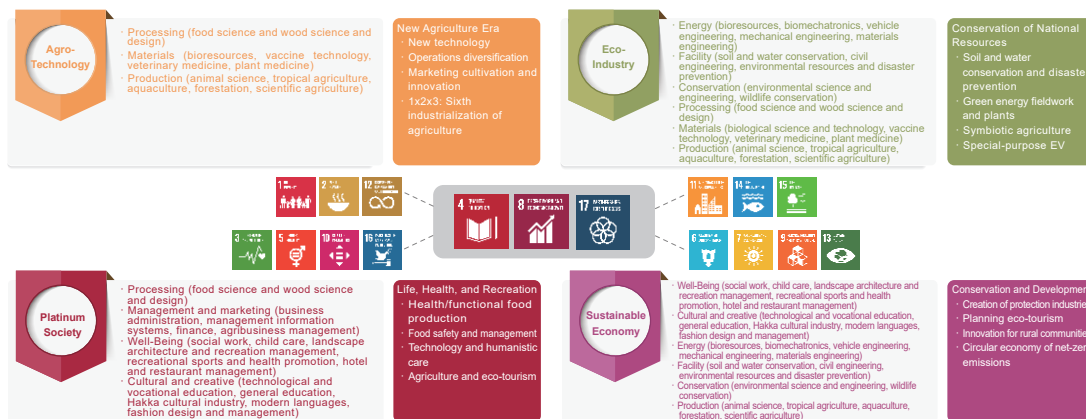 Agro-
Technology
· Processing (food science and wood science and
design)
· Materials (bioresources, vaccine technology,
veterinary medicine, plant medicine)
· Production (animal science, tropical agriculture,
aquaculture, forestation, scientific agriculture)
New Agriculture Era
· New technology
· Operations diversification
· Marketing cultivation and
innovation
· 1x2x3: Sixth
industrialization of
agriculture
Eco-
Industry
· Energy (bioresources, biomechatronics, vehicle
engineering, mechanical engineering, materials
engineering)
· Facility (soil and water conservation, civil
engineering, environmental resources and disaster
prevention)
· Conservation (environmental science and
engineering, wildlife conservation)
· Processing (food science and wood science and
design)
· Materials (biological science and technology, vaccine
technology, veterinary medicine, plant medicine)
· Production (animal science, tropical agriculture,
aquaculture, forestation, scientific agriculture)
Conservation of National
Resources
· Soil and water
conservation and disaster
prevention
· Green energy fieldwork
and plants
· Symbiotic agriculture
· Special-purpose EV
1
2
12
4
8
17
11
14
15
3
5
10
16
6
7
9
13
Platinum
Society
· Processing (food science and wood science
and design)
· Management and marketing (business
administration, management information
systems, finance, agribusiness management)
· Well-Being (social work, child care, landscape
architecture and recreation management,
recreational sports and health promotion, hotel
and restaurant management)
· Cultural and creative (technological and
vocational education, general education,
Hakka cultural industry, modern languages,
fashion design and management)
Life, Health, and Recreation
· Health/functional food
production
· Food safety and management
· Technology and humanistic
care
· Agriculture and eco-tourism
Sustainable
Economy
· Well-Being (social work, child care, landscape architecture and
recreation management, recreational sports and health
promotion, hotel and restaurant management)
· Cultural and creative (technological and vocational education,
general education, Hakka cultural industry, modern languages,
fashion design and management)
· Energy (bioresources, biomechatronics, vehicle engineering,
mechanical engineering, materials engineering)
· Facility (soil and water conservation, civil engineering,
environmental resources and disaster prevention)
· Conservation (environmental science and engineering, wildlife
conservation)
· Production (animal science, tropical agriculture, aquaculture,
forestation, scientific agriculture)
Conservation and Development
· Creation of protection industries
· Planning eco-tourism
· Innovation for rural communities
· Circular economy of net-zero
emissions